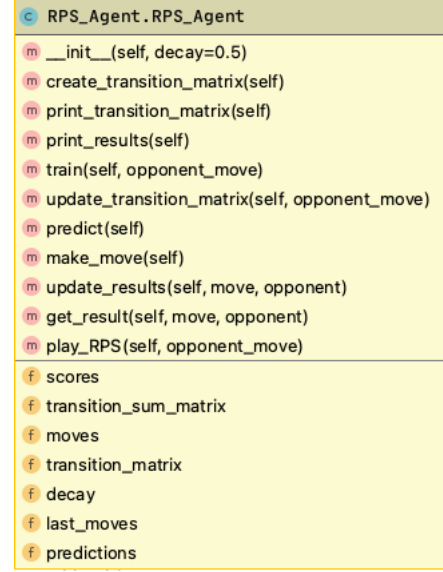 C RPS_Agent.RPS_Agent
m __init__(self, decay=0.5)
m create_transition_matrix(self)
m print_transition_matrix(self)
m print_results(self)
m train(self, opponent_move)
m update_transition_matrix(self, opponent_move)
m predict(self)
m make_move(self)
m update_results(self, move, opponent)
m get_result(self, move, opponent)
m play_RPS(self, opponent_move)
f scores
f transition_sum_matrix
f moves
f transition_matrix
f decay
f last_moves
f predictions